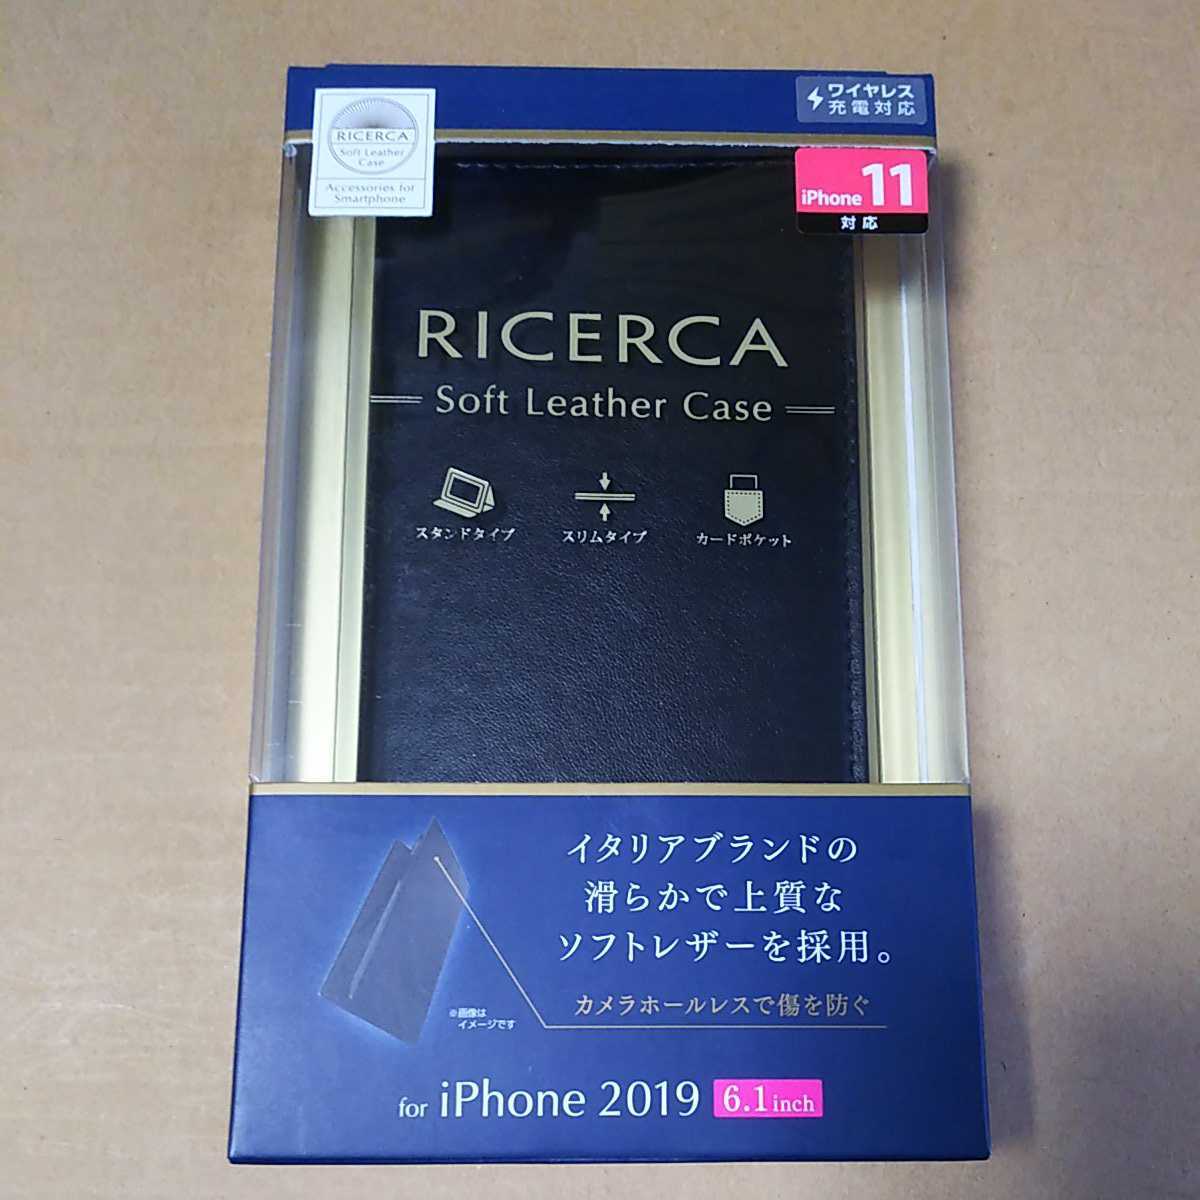 RICERCA
Soft Leather
Case
Accessories for
Smartphone
ワイヤレス
充電対応
iPhone 11
対応
RICERCA
Soft Leather Case
スタンドタイプ
スリムタイプ
カードポケット
イタリアブランドの
滑らかで上質な
ソフトレザーを採用。
カメラホールレスで傷を防ぐ
※画像は
イメージです
for iPhone 2019 6.1inch